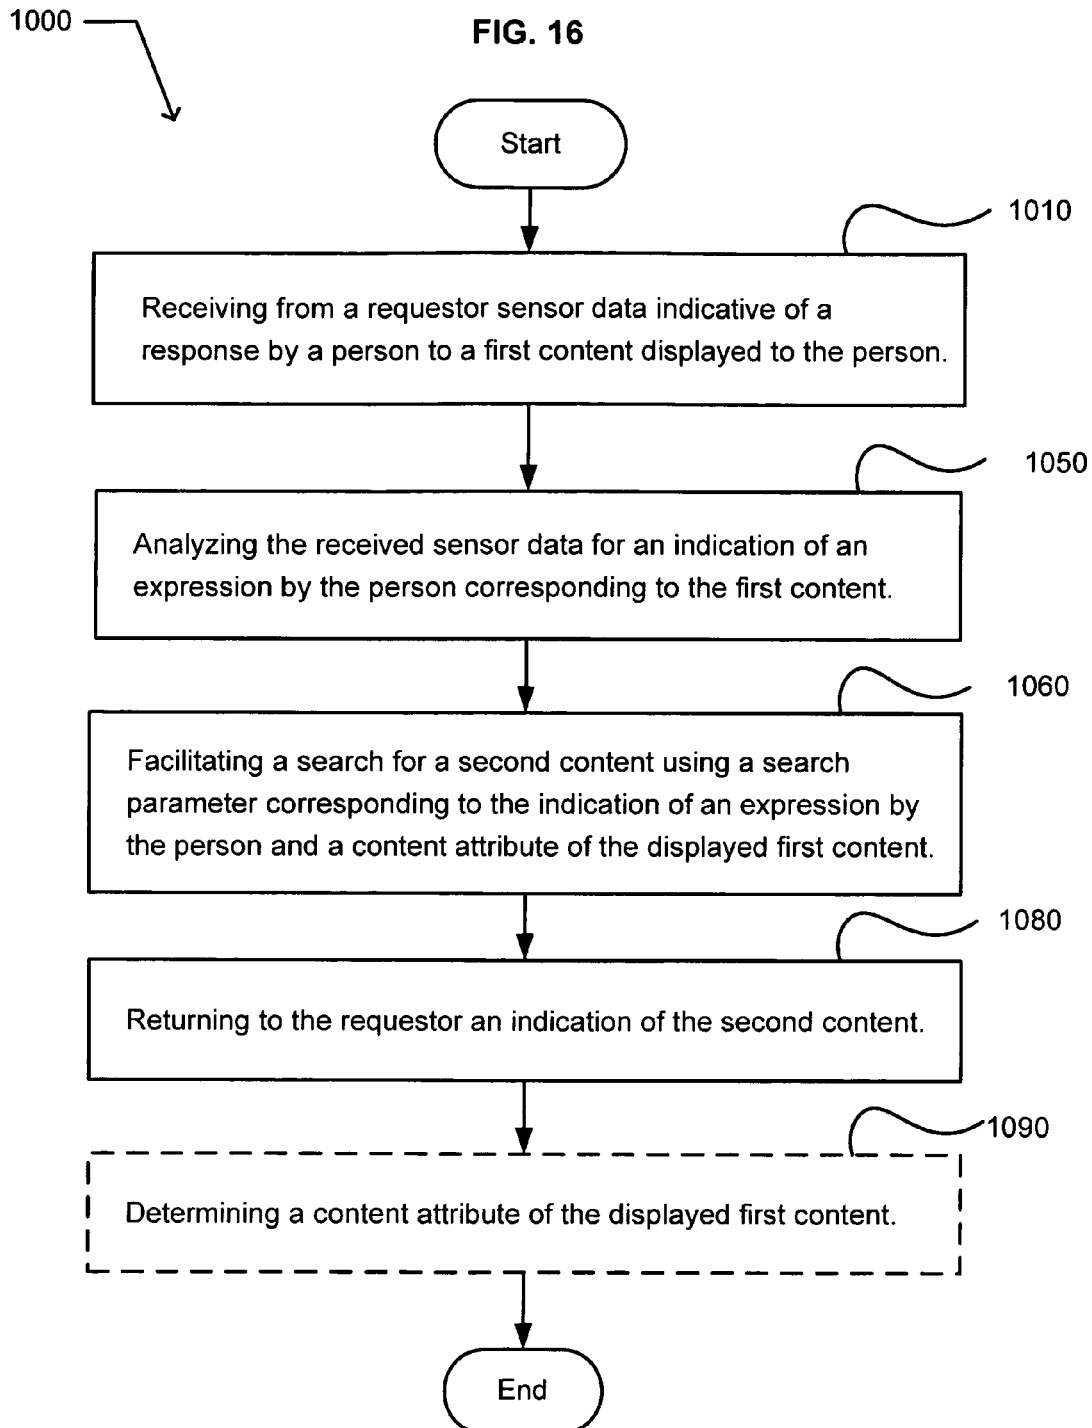 1000
FIG. 16
Start
1010
Receiving from a requestor sensor data indicative of a
response by a person to a first content displayed to the person.
1050
Analyzing the received sensor data for an indication of an
expression by the person corresponding to the first content.
1060
Facilitating a search for a second content using a search
parameter corresponding to the indication of an expression by
the person and a content attribute of the displayed first content.
1080
Returning to the requestor an indication of the second content.
1090
Determining a content attribute of the displayed first content.
End